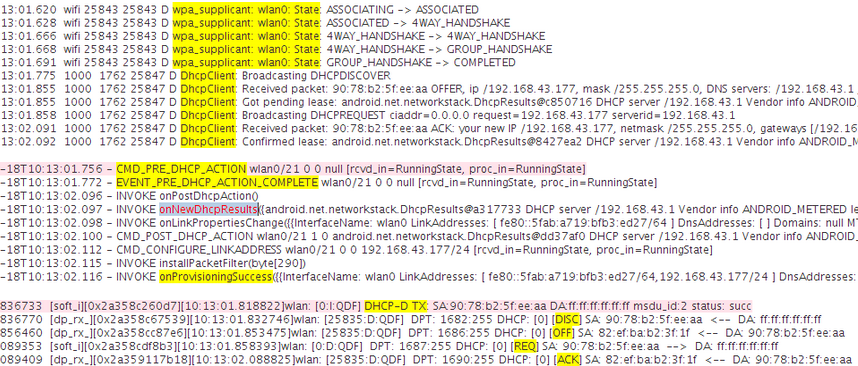 13:01.620 wifi 25843 25843 D wpa_supplicant: wlan0: State: ASSOCIATING -> ASSOCIATED
13:01.628 wifi 25843 25843 D wpa_supplicant: wlan0: State: ASSOCIATED -> 4WAY_HANDSHAKE
13:01.666 wifi 25843 25843 D wpa_supplicant: wlan0: State: 4WAY_HANDSHAKE -> 4WAY_HANDSHAKE
13:01.668 wifi 25843 25843 D wpa_supplicant: wlan0: State: 4WAY_HANDSHAKE -> GROUP_HANDSHAKE
13:01.691 wifi 25843 25843 D wpa_supplicant: wlan0: State: GROUP_HANDSHAKE -> COMPLETED
13:01.775 1000 1762 25847 D DhcpClient: Broadcasting DHCPDISCOVER
13:01.855 1000 1762 25847 D DhcpClient: Received packet: 90:78:b2:5f:ee:aa OFFER, ip /192.168.43.177, mask /255.255.255.0, DNS servers: /192.168.43.1
13:01.855 1000 1762 25847 D DhcpClient: Got pending lease: android.net.networkstack.DhcpResults@c850716 DHCP server /192.168.43.1 Vendor info ANDROID_
13:01.858 1000 1762 25847 D DhcpClient: Broadcasting DHCPREQUEST ciaddr=0.0.0.0 request=192.168.43.177 serverid=192.168.43.1
13:02.091 1000 1762 25847 D DhcpClient: Received packet: 90:78:b2:5f:ee:aa ACK: your new IP /192.168.43.177, netmask /255.255.255.0, gateways [/192.16
13:02.092 1000 1762 25847 D DhcpClient: Confirmed lease: android.net.networkstack.DhcpResults@8427ea2 DHCP server /192.168.43.1 Vendor info ANDROID_M
-18T10:13:01.756 – CMD_PRE_DHCP_ACTION wlan0/21 0 0 null [rcvd_in=RunningState, proc_in=RunningState]
-18T10:13:01.772 – EVENT_PRE_DHCP_ACTION_COMPLETE wlan0/21 0 0 null [rcvd_in=RunningState, proc_in=RunningState]
-18T10:13:02.096 – INVOKE onPostDhcpAction()
-18T10:13:02.097 – INVOKE onNewDhcpResults({android.net.networkstack.DhcpResults@a317733 DHCP server /192.168.43.1 Vendor info ANDROID_METERED le
-18T10:13:02.098 – INVOKE onLinkPropertiesChange({{InterfaceName: wlan0 LinkAddresses: [ fe80::5fab:a719:bfb3:ed27/64 ] DnsAddresses: [ ] Domains: null M
-18T10:13:02.100 – CMD_POST_DHCP_ACTION wlan0/21 1 0 android.net.networkstack.DhcpResults@dd37af0 DHCP server /192.168.43.1 Vendor info ANDROID_
-18T10:13:02.112 – CMD_CONFIGURE_LINKADDRESS wlan0/21 0 0 192.168.43.177/24 [rcvd_in=RunningState, proc_in=RunningState]
-18T10:13:02.115 – INVOKE installPacketFilter(byte[290])
-18T10:13:02.116 – INVOKE onProvisioningSuccess({{InterfaceName: wlan0 LinkAddresses: [ fe80::5fab:a719:bfb3:ed27/64,192.168.43.177/24 ] DnsAddresses:
836733 [soft_i][0x2a358c260d7][10:13:01.818822]wlan: [0:I:QDF] DHCP-D TX: SA:90:78:b2:5f:ee:aa DA:ff:ff:ff:ff:ff:ff msdu_id:2 status: succ
836770 [dp_rx_][0x2a358c67539][10:13:01.832746]wlan: [25835:D:QDF] DPT: 1682:255 DHCP: [0] [DISC] SA: 90:78:b2:5f:ee:aa <-- DA: ff:ff:ff:ff:ff:ff
856460 [dp_rx_][0x2a358cc87e6][10:13:01.853475]wlan: [25835:D:QDF] DPT: 1686:255 DHCP: [0] [OFF] SA: 82:ef:ba:b2:3f:1f <-- DA: 90:78:b2:5f:ee:aa
089353 [soft_i][0x2a358cdf8b3][10:13:01.858393]wlan: [0:D:QDF] DPT: 1687:255 DHCP: [0] [REQ] SA: 90:78:b2:5f:ee:aa --> DA: ff:ff:ff:ff:ff:ff
089409 [dp_rx_][0x2a359117b18][10:13:02.088825]wlan: [25835:D:QDF] DPT: 1690:255 DHCP: [0] [ACK] SA: 82:ef:ba:b2:3f:1f <-- DA: 90:78:b2:5f:ee:aa